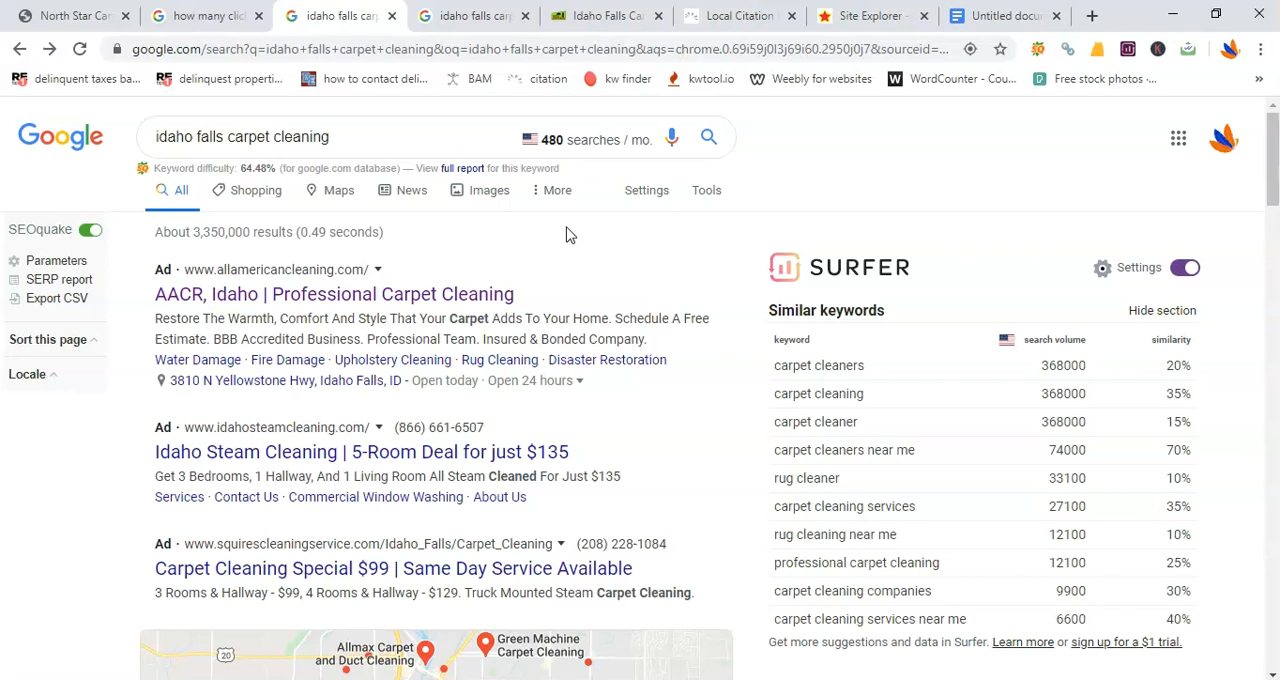 North Star Ca
how many clic
idaho falls carp
idaho falls carp
Idaho Falls Ca
Local Citation
Site Explorer -
Untitled docu
google.com/search?q=idaho+falls+carpet+cleaning&oq=idaho+falls+carpet+cleaning&aqs=chrome.0.69i59j0l3j69i60.2950j0j7&sourceid=...
delinquent taxes ba...
delinquest properti...
how to contact deli...
BAM
citation
kw finder
kwtoolio
Weebly for websites
WordCounter - Cou...
Free stock photos ·...
Google
idaho falls carpet cleaning
480 searches / mo.
Keyword difficulty: 64.48% (for google.com database) — View full report for this keyword
All
Shopping
Maps
News
Images
More
Settings
Tools
SEOquake
Parameters
SERP report
Export CSV
Sort this page
Locale
About 3,350,000 results (0.49 seconds)
Ad · www.allamericancleaning.com/
AACR, Idaho | Professional Carpet Cleaning
Restore The Warmth, Comfort And Style That Your Carpet Adds To Your Home. Schedule A Free
Estimate. BBB Accredited Business. Professional Team. Insured & Bonded Company.
Water Damage · Fire Damage · Upholstery Cleaning · Rug Cleaning · Disaster Restoration
3810 N Yellowstone Hwy, Idaho Falls, ID - Open today · Open 24 hours
Ad · www.idahosteamcleaning.com/ (866) 661-6507
Idaho Steam Cleaning | 5-Room Deal for just $135
Get 3 Bedrooms, 1 Hallway, And 1 Living Room All Steam Cleaned For Just $135
Services · Contact Us · Commercial Window Washing · About Us
Ad · www.squirescleaningservice.com/Idaho_Falls/Carpet_Cleaning (208) 228-1084
Carpet Cleaning Special $99 | Same Day Service Available
3 Rooms & Hallway - $99, 4 Rooms & Hallway - $129. Truck Mounted Steam Carpet Cleaning.
20
Allmax Carpet
and Duct Cleaning
Green Machine
Carpet Cleaning
SURFER
Settings
Similar keywords
Hide section
keyword search volume similarity
carpet cleaners 368000 20%
carpet cleaning 368000 35%
carpet cleaner 368000 15%
carpet cleaners near me 74000 70%
rug cleaner 33100 10%
carpet cleaning services 27100 35%
rug cleaning near me 12100 10%
professional carpet cleaning 12100 25%
carpet cleaning companies 9900 30%
carpet cleaning services near me 6600 40%
Get more suggestions and data in Surfer. Learn more or sign up for a $1 trial.